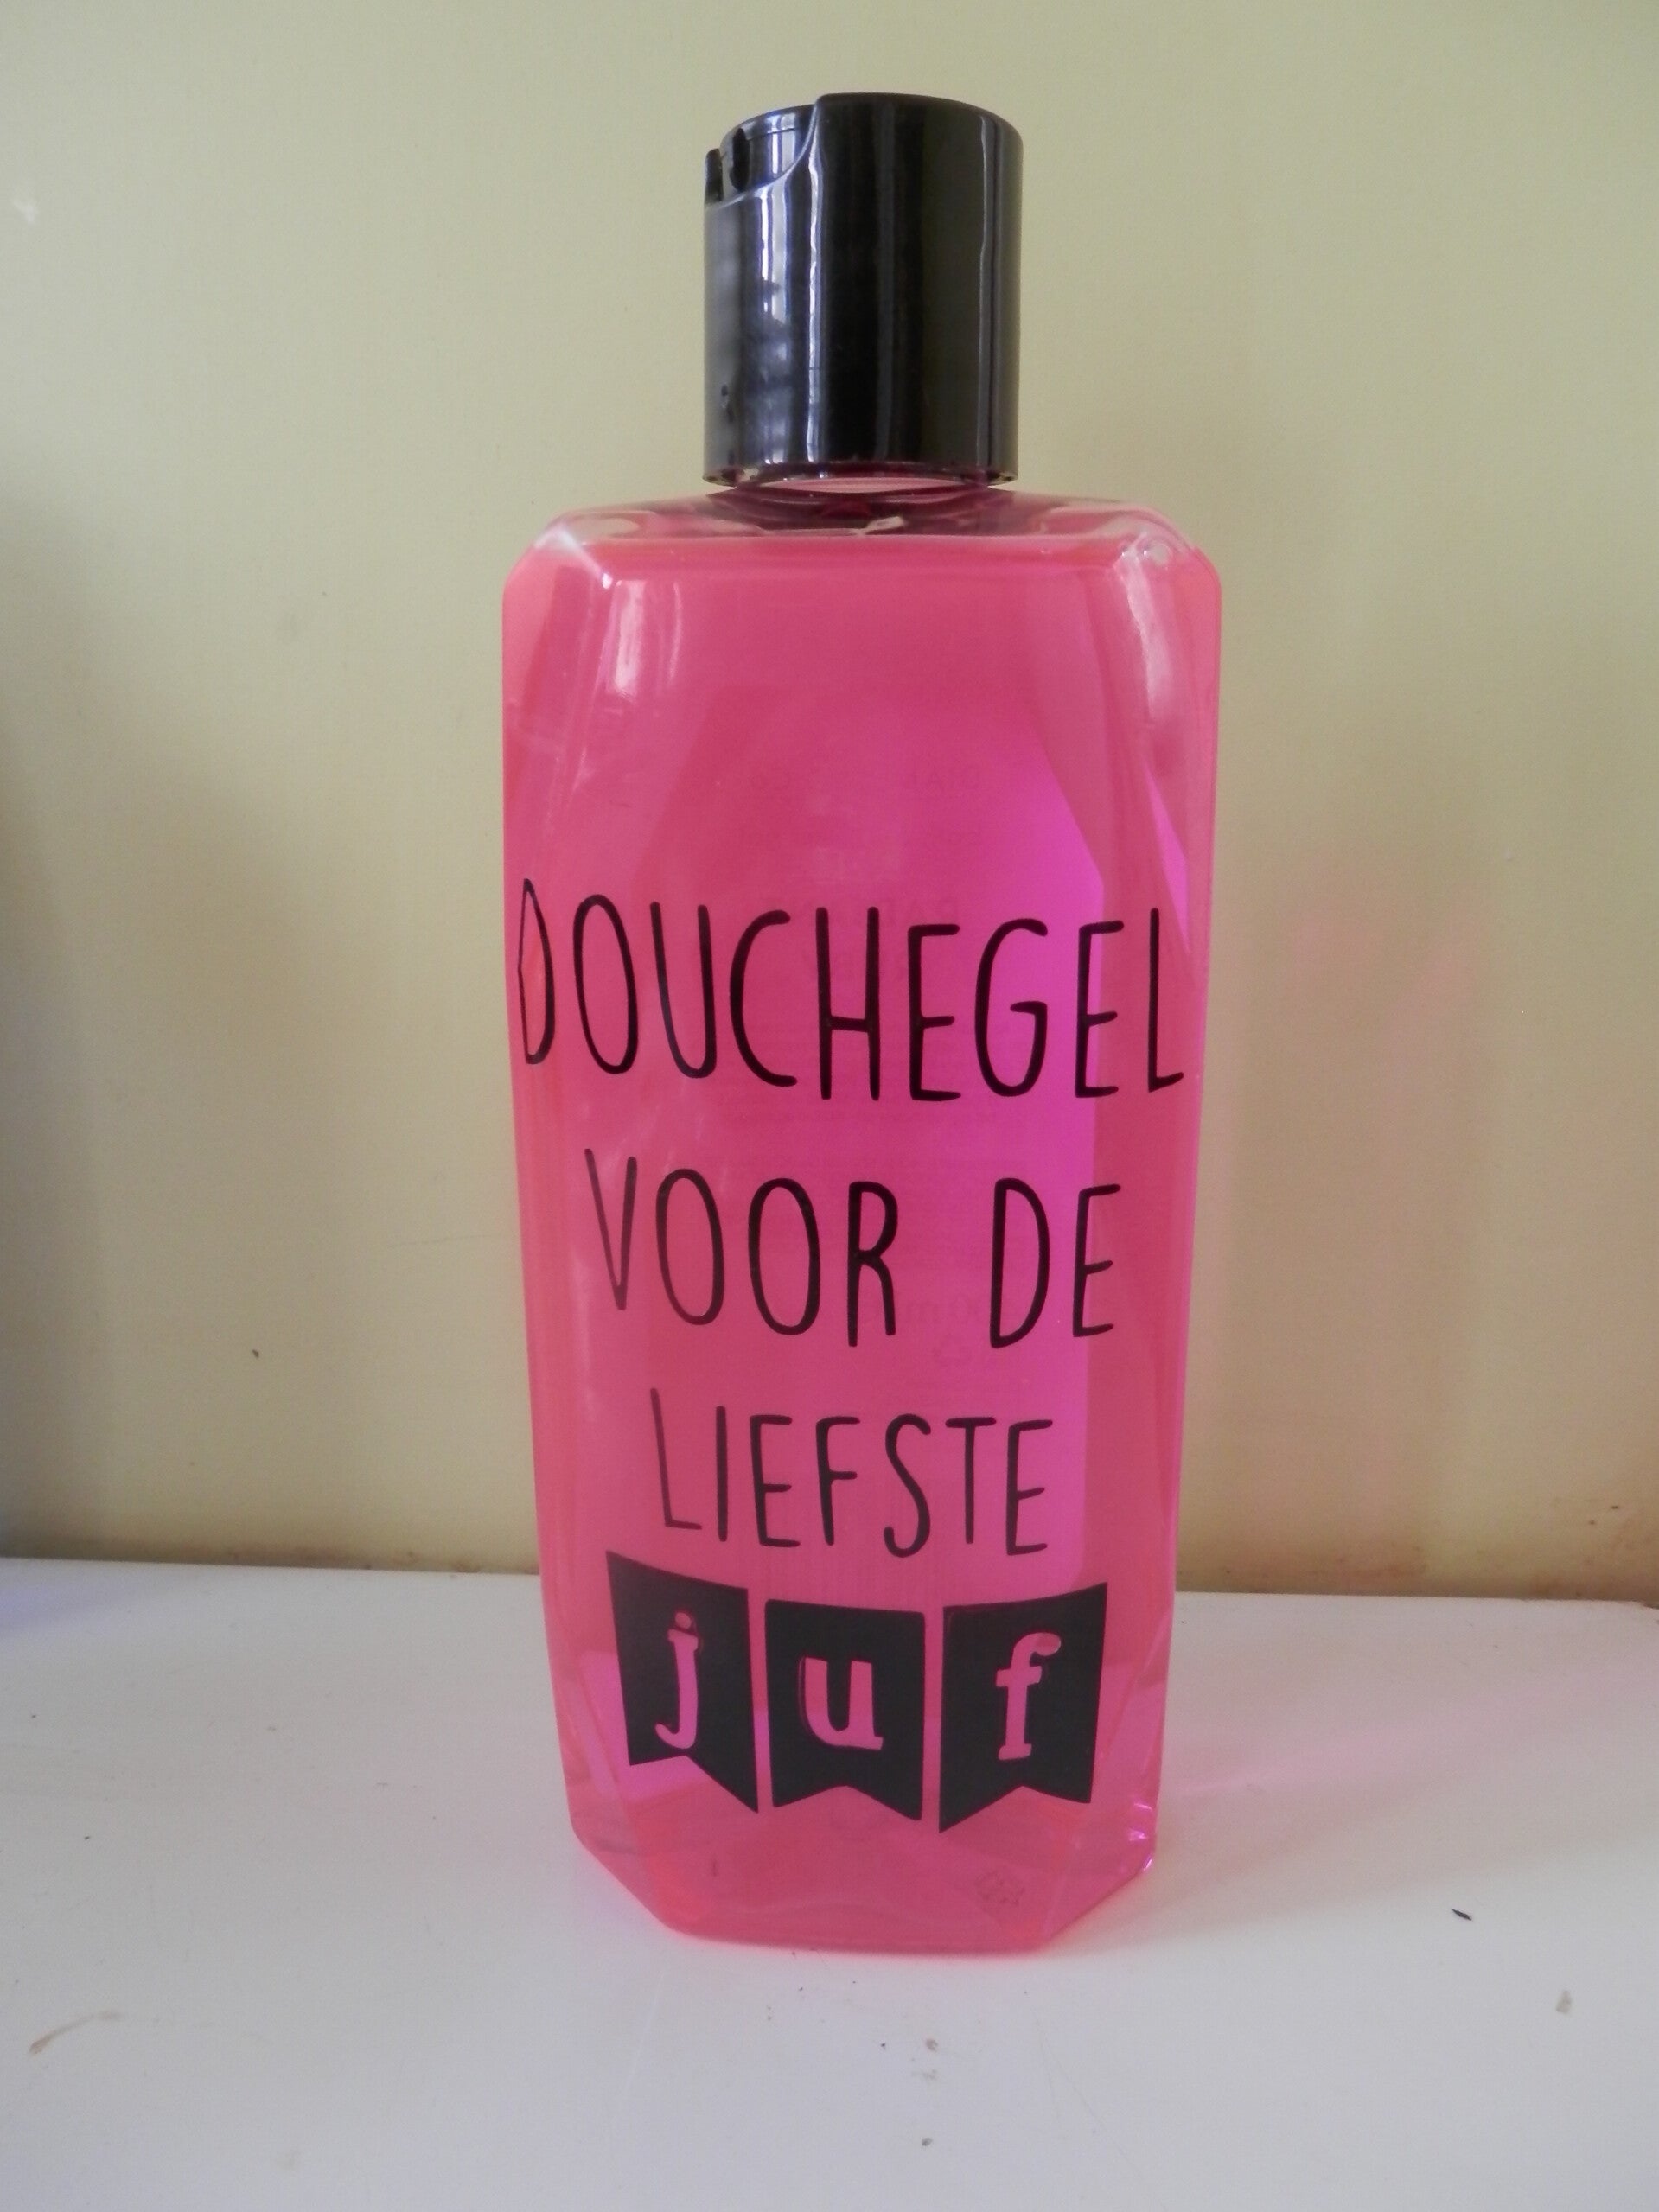 DOUCHEGEL
VOOR DE
LIEFSTE
juf